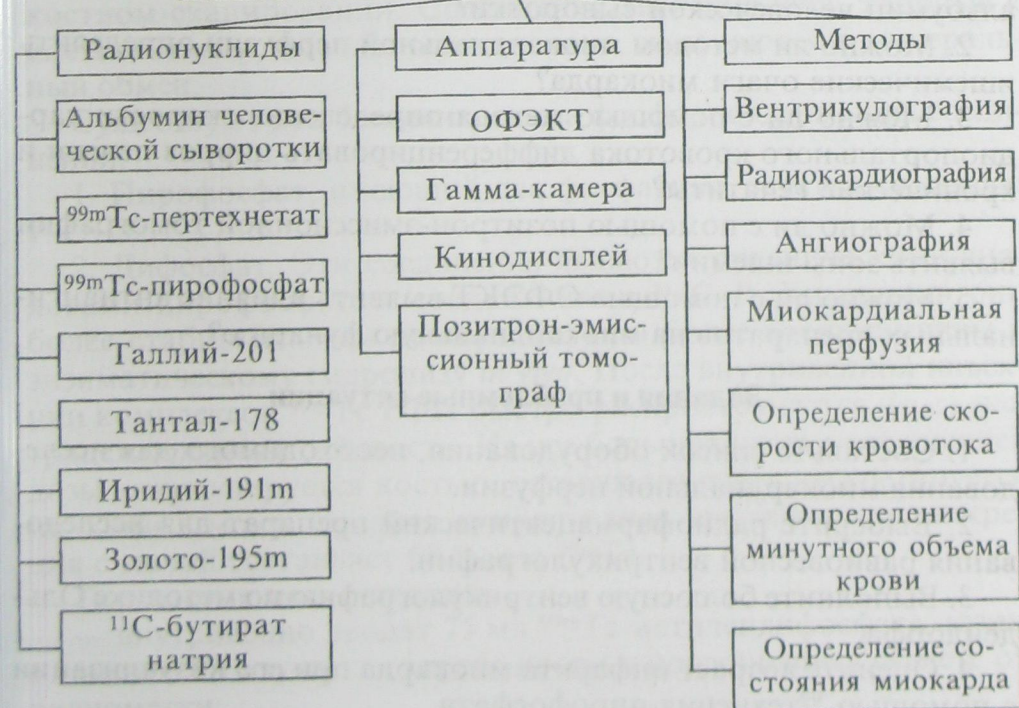 Радионуклиды
Альбумин челове-
ческой сыворотки
⁹⁹ᵐTc-пертехнетат
⁹⁹ᵐTc-пирофосфат
Таллий-201
Тантал-178
Иридий-191m
Золото-195m
¹¹C-бутират
натрия
Аппаратура
ОФЭКТ
Гамма-камера
Кинодисплей
Позитрон-эмис-
сионный томо-
граф
Методы
Вентрикулография
Радиокардиография
Ангиография
Миокардиальная
перфузия
Определение ско-
рости кровотока
Определение
минутного объема
крови
Определение со-
стояния миокарда